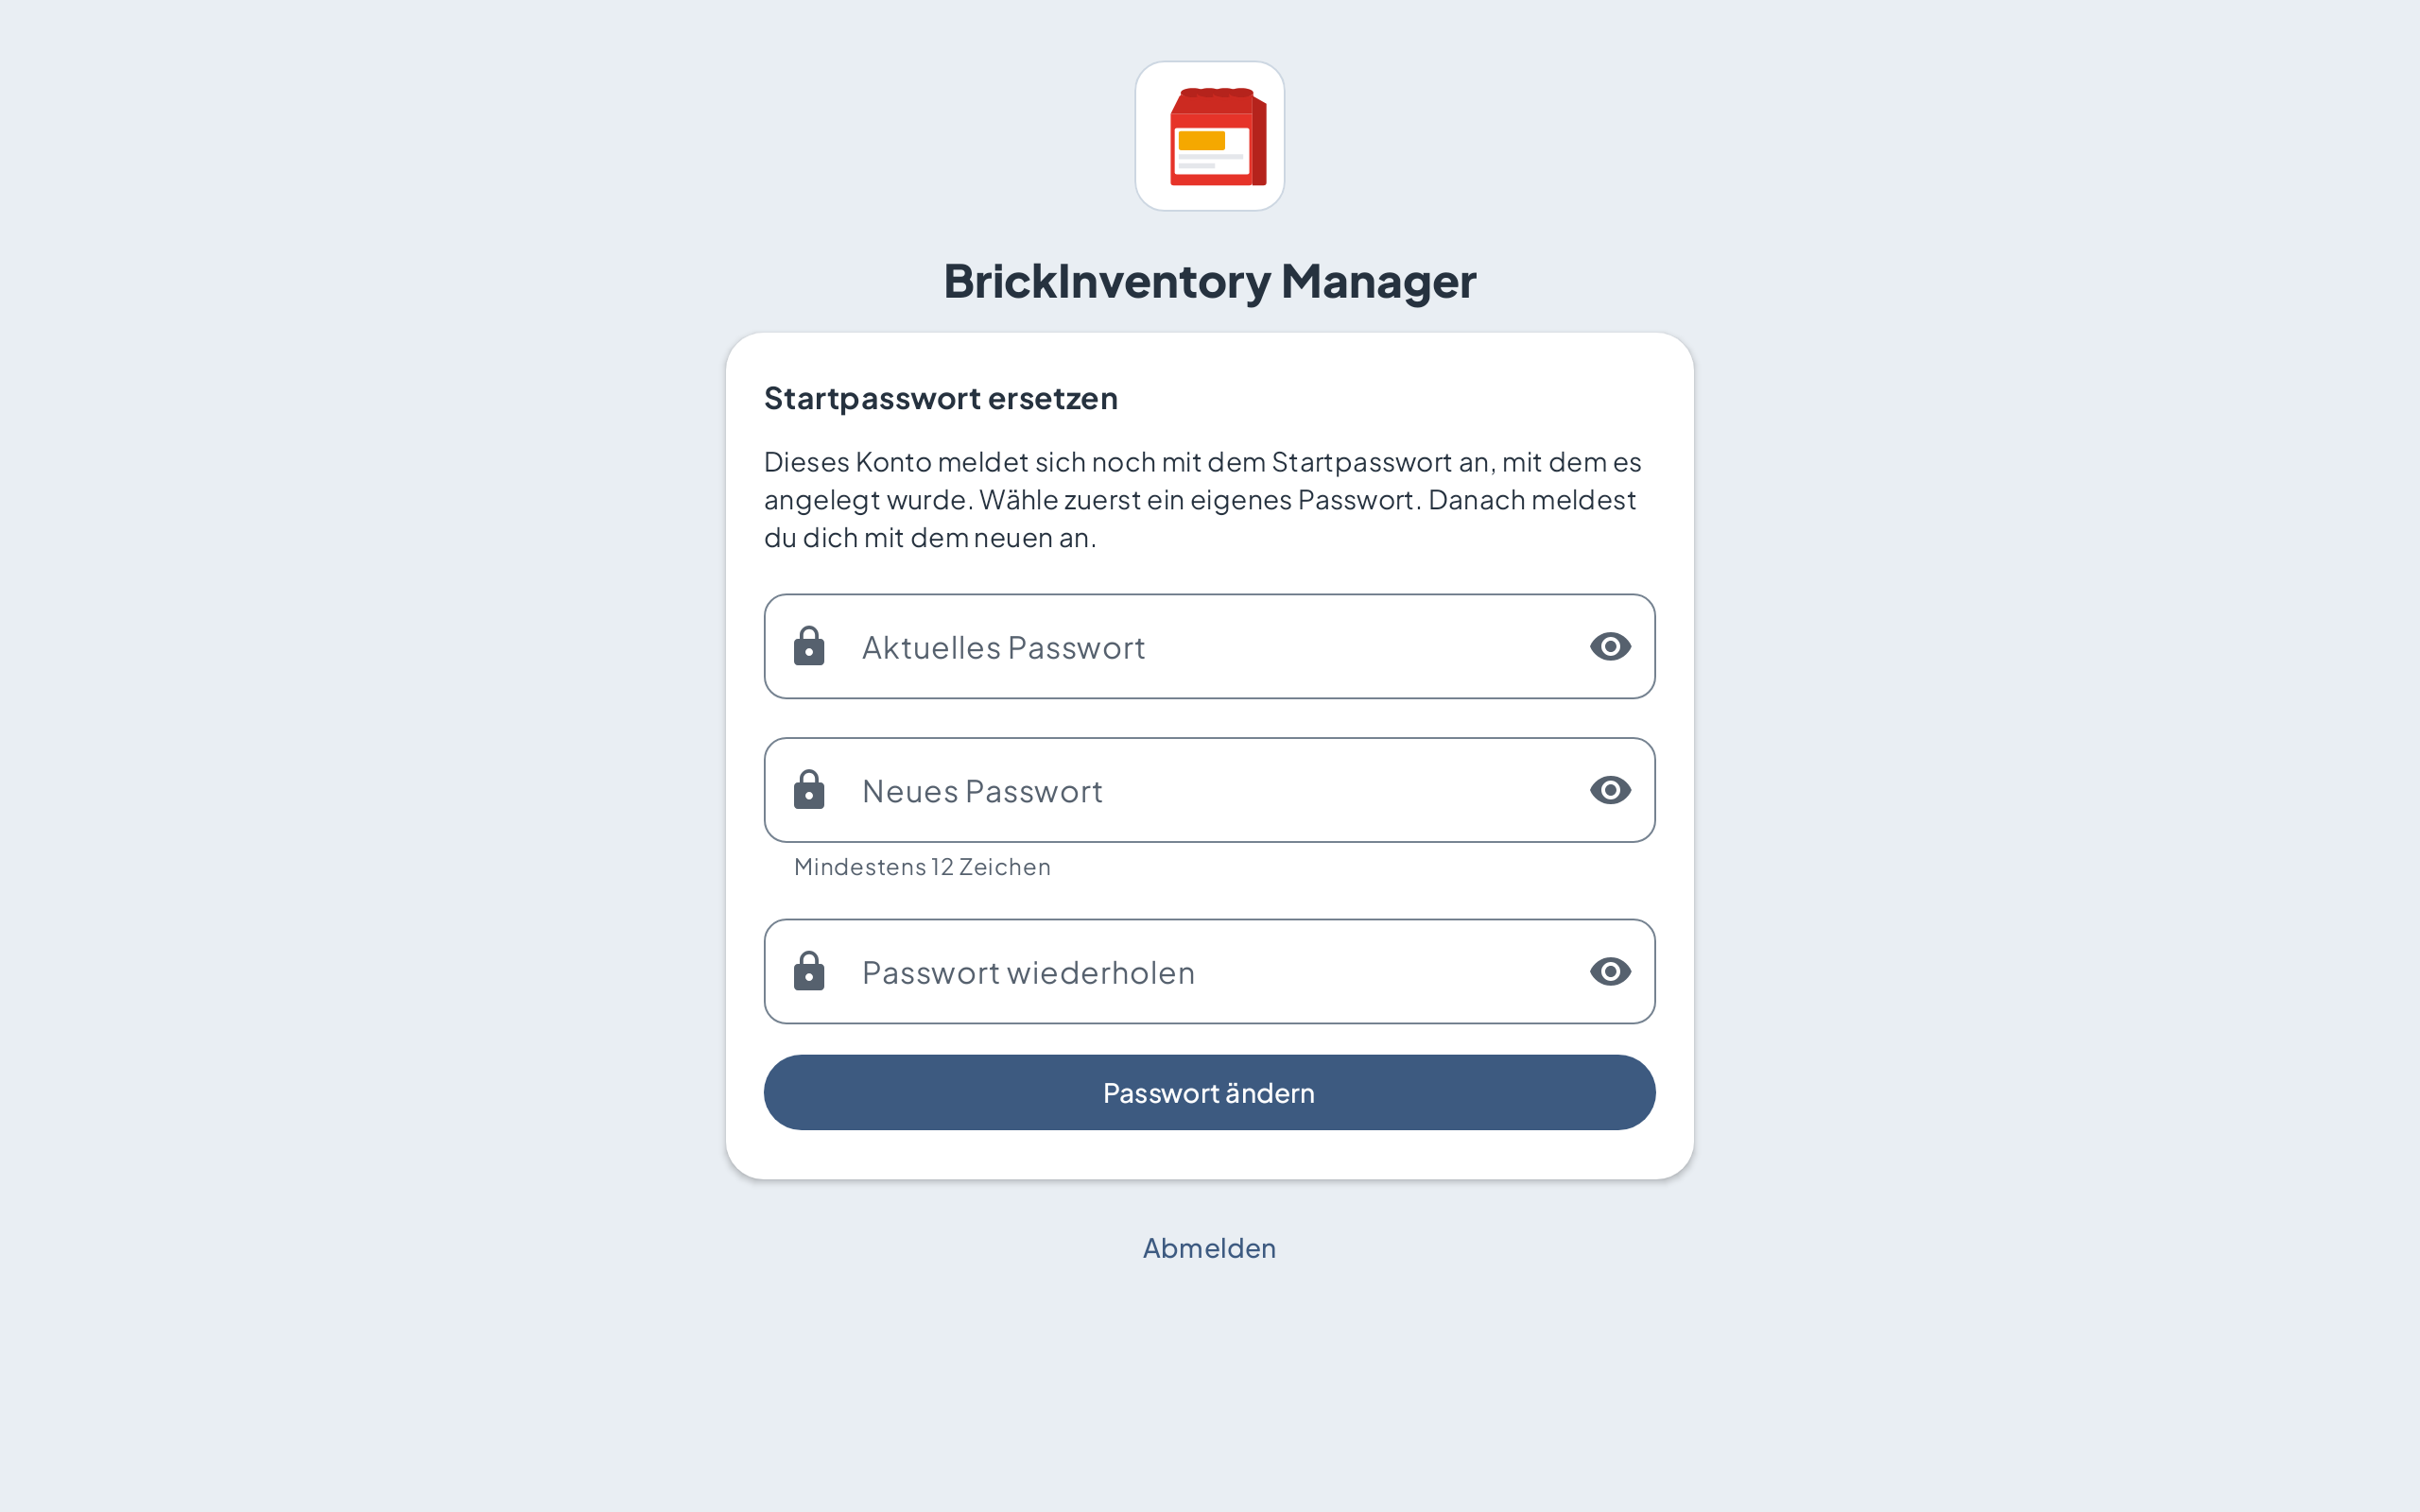 BrickInventory Manager
Startpasswort ersetzen
Dieses Konto meldet sich noch mit dem Startpasswort an, mit dem es
angelegt wurde. Wähle zuerst ein eigenes Passwort. Danach meldest
du dich mit dem neuen an.
Aktuelles Passwort
Neues Passwort
Mindestens 12 Zeichen
Passwort wiederholen
Passwort ändern
Abmelden